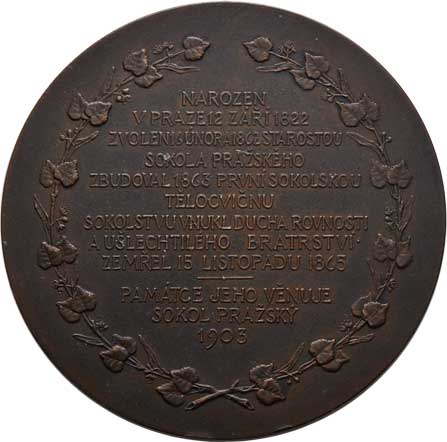 NAROZEN
V PRAZE 12 ZÁŘÍ 1822
ZVOLEN 16 ÚNORA 1862 STAROSTOU
SOKOLA PRAŽSKÉHO
ZBUDOVAL 1863 PRVNÍ SOKOLSKOU
TĚLOCVIČNU
SOKOLSTVU VNUKL DUCHA ROVNOSTI
A UŠLECHTILÉHO BRATRSTVÍ·
ZEMŘEL 15 LISTOPADU 1865
PAMÁTCE JEHO VĚNUJE
SOKOL PRAŽSKÝ
1903